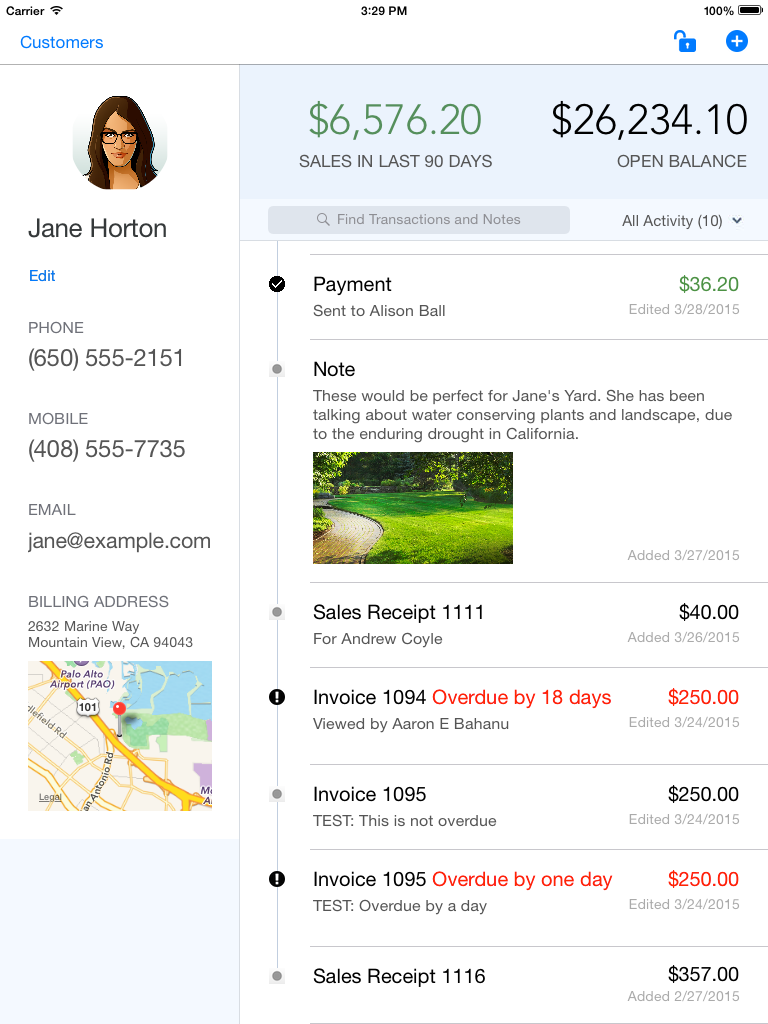 Carrier 3:29 PM 100%
Customers
Jane Horton
Edit
PHONE
(650) 555-2151
MOBILE
(408) 555-7735
EMAIL
jane@example.com
BILLING ADDRESS
2632 Marine Way
Mountain View, CA 94043
Palo Alto
Airport (PAO)
101
dlefield Rd
an Antonio Rd
Legal
$6,576.20
SALES IN LAST 90 DAYS
$26,234.10
OPEN BALANCE
Find Transactions and Notes
All Activity (10)
Payment $36.20
Sent to Alison Ball Edited 3/28/2015
Note
These would be perfect for Jane's Yard. She has been
talking about water conserving plants and landscape, due
to the enduring drought in California.
Added 3/27/2015
Sales Receipt 1111 $40.00
For Andrew Coyle Added 3/26/2015
Invoice 1094 Overdue by 18 days $250.00
Viewed by Aaron E Bahanu Edited 3/24/2015
Invoice 1095 $250.00
TEST: This is not overdue Edited 3/24/2015
Invoice 1095 Overdue by one day $250.00
TEST: Overdue by a day Edited 3/24/2015
Sales Receipt 1116 $357.00
Added 2/27/2015